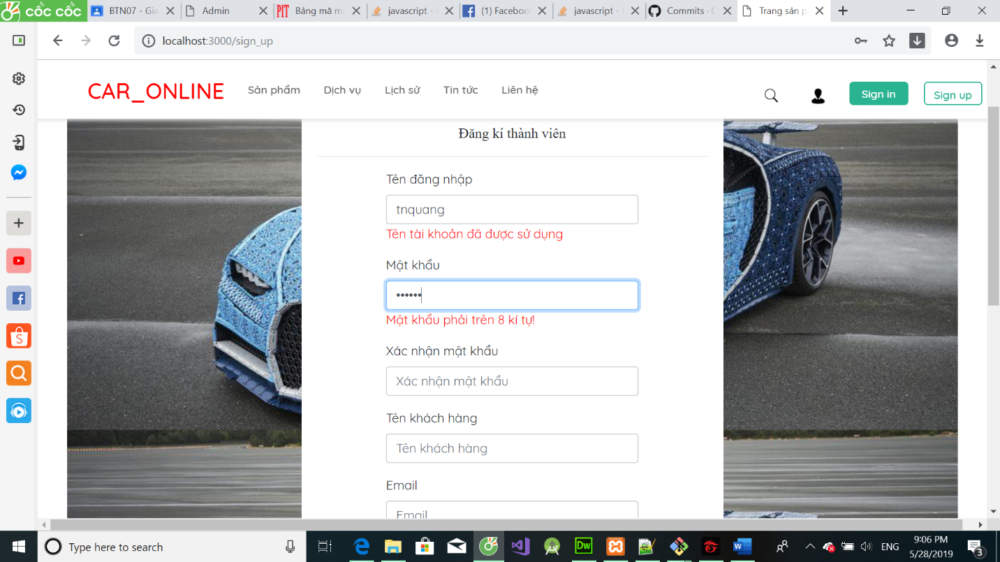 cốc cốc
BTN07 - Gia
Admin
PIT Bảng mã m
javascript -
(1) Faceboo
javascript -
Commits ·
Trang sản p
localhost:3000/sign_up
CAR_ONLINE
Sản phẩm
Dịch vụ
Lịch sử
Tin tức
Liên hệ
Sign in
Sign up
Đăng kí thành viên
Tên đăng nhập
tnquang
Tên tài khoản đã được sử dụng
Mật khẩu
••••••
Mật khẩu phải trên 8 kí tự!
Xác nhận mật khẩu
Xác nhận mật khẩu
Tên khách hàng
Tên khách hàng
Email
Email
Type here to search
Dw
ENG
9:06 PM
5/28/2019
3